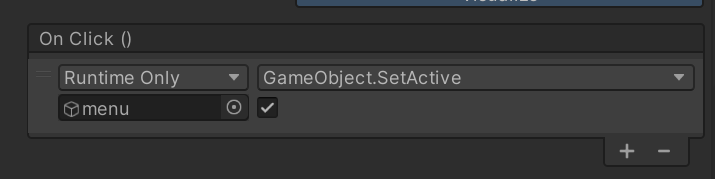 On Click ()
Runtime Only
GameObject.SetActive
menu